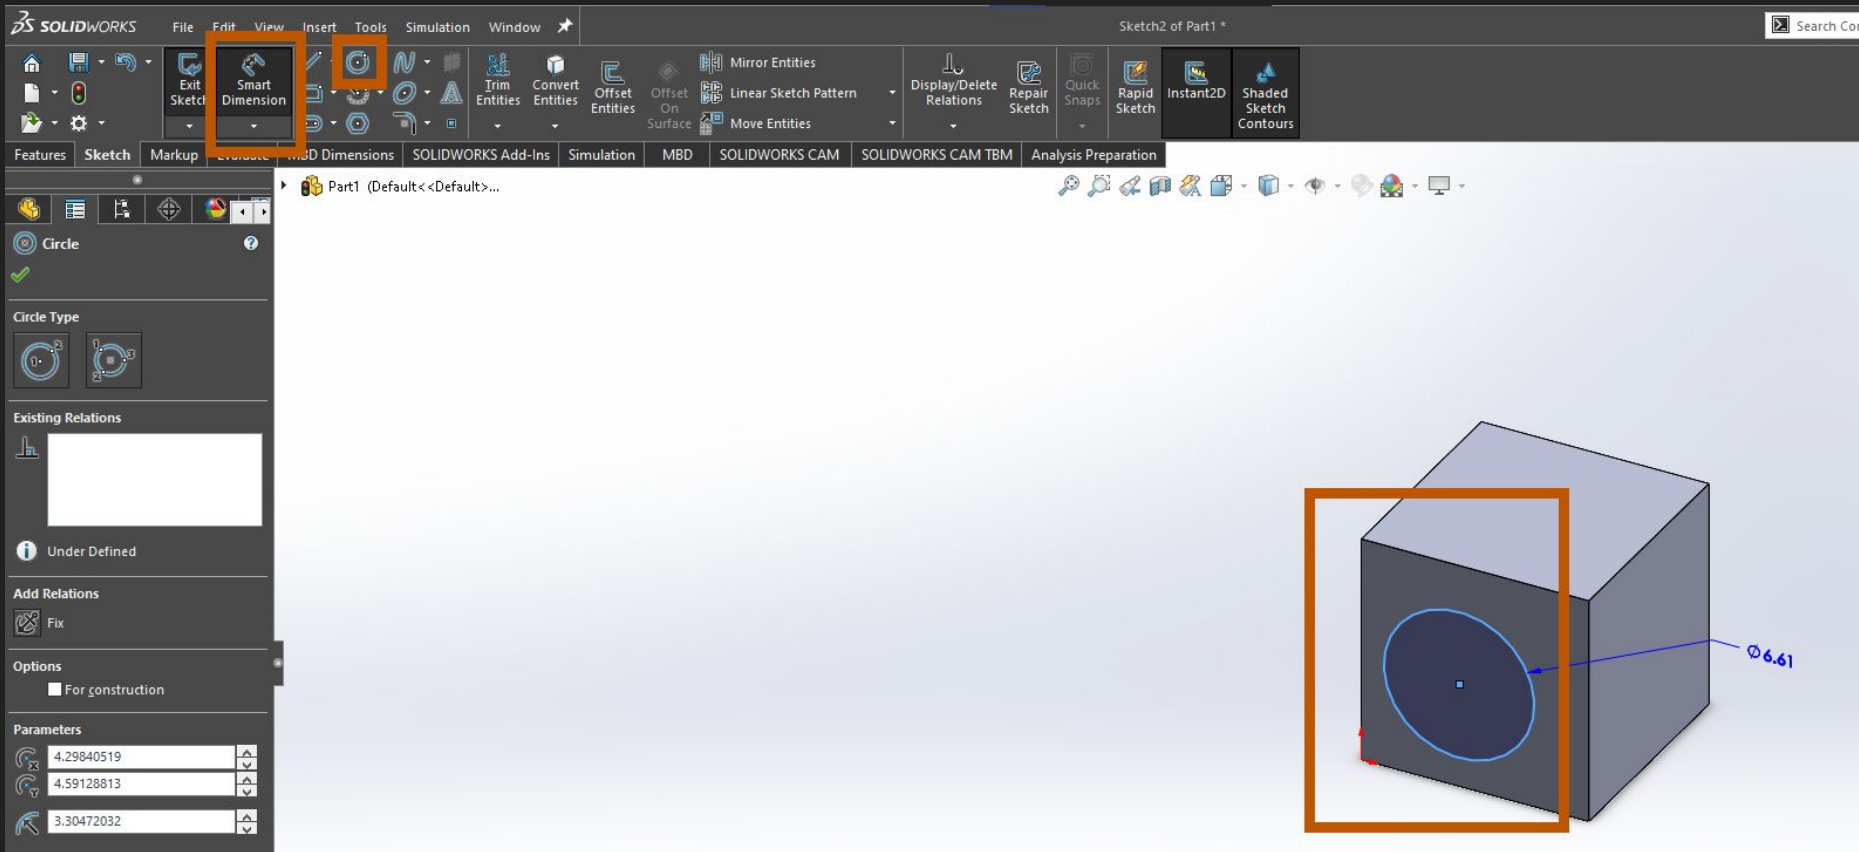 SOLIDWORKS File Edit View Insert Tools Simulation Window
Sketch2 of Part1 *
Exit Sketch
Smart Dimension
Trim Entities
Convert Entities
Offset Entities
Offset On Surface
Mirror Entities
Linear Sketch Pattern
Move Entities
Display/Delete Relations
Repair Sketch
Quick Snaps
Rapid Sketch
Instant2D
Shaded Sketch Contours
Features Sketch Markup Evaluate MBD Dimensions SOLIDWORKS Add-Ins Simulation MBD SOLIDWORKS CAM SOLIDWORKS CAM TBM Analysis Preparation
Part1 (Default<<Default>...
Circle
Circle Type
Existing Relations
Under Defined
Add Relations
Fix
Options
For construction
Parameters
4.29840519
4.59128813
3.30472032
Ø6.61